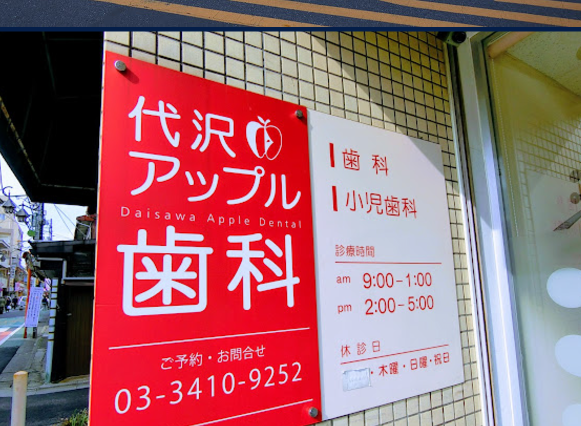 代沢
アップル
Daisawa Apple Dental
歯科
ご予約・お問合せ
03-3410-9252
歯科
小児歯科
診療時間
am 9:00-1:00
pm 2:00-5:00
休診日
・木曜・日曜・祝日